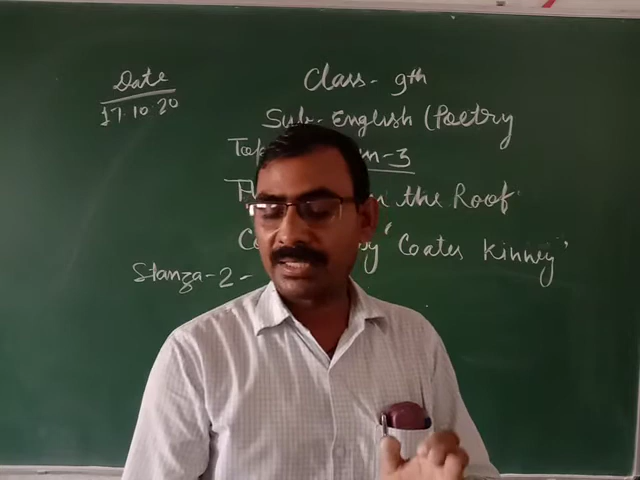 Date
17.10.20
Class - 9th
Sub - English (Poetry
m-3
the Roof
"Coates Kinney"
Stanza-2-